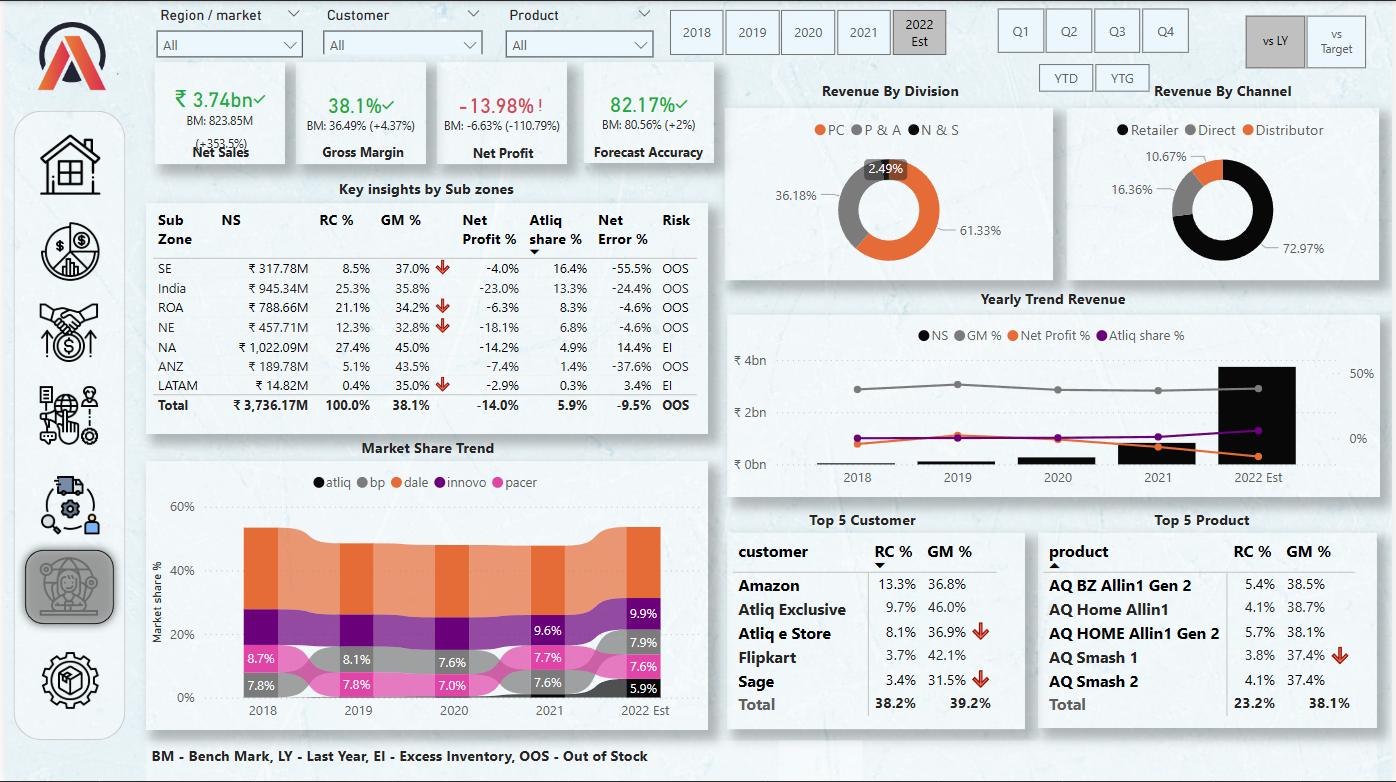 Region / market
Customer
Product
All
All
All
2018
2019
2020
2021
2022 Est
Q1
Q2
Q3
Q4
YTD
YTG
vs LY
vs Target
₹ 3.74bn
BM: 823.85M
(+353.5%)
Net Sales
38.1%
BM: 36.49% (+4.37%)
Gross Margin
-13.98% !
BM: -6.63% (-110.79%)
Net Profit
82.17%
BM: 80.56% (+2%)
Forecast Accuracy
Revenue By Division
PC P & A N & S
2.49%
36.18%
61.33%
Revenue By Channel
Retailer Direct Distributor
10.67%
16.36%
72.97%
Key insights by Sub zones
Sub Zone NS RC % GM % Net Profit % Atliq share % Net Error % Risk
SE ₹ 317.78M 8.5% 37.0% -4.0% 16.4% -55.5% OOS
India ₹ 945.34M 25.3% 35.8% -23.0% 13.3% -24.4% OOS
ROA ₹ 788.66M 21.1% 34.2% -6.3% 8.3% -4.6% OOS
NE ₹ 457.71M 12.3% 32.8% -18.1% 6.8% -4.6% OOS
NA ₹ 1,022.09M 27.4% 45.0% -14.2% 4.9% 14.4% EI
ANZ ₹ 189.78M 5.1% 43.5% -7.4% 1.4% -37.6% OOS
LATAM ₹ 14.82M 0.4% 35.0% -2.9% 0.3% 3.4% EI
Total ₹ 3,736.17M 100.0% 38.1% -14.0% 5.9% -9.5% OOS
Yearly Trend Revenue
NS GM % Net Profit % Atliq share %
₹ 4bn
₹ 2bn
₹ 0bn
50%
0%
2018 2019 2020 2021 2022 Est
Market Share Trend
atliq bp dale innovo pacer
Market share %
60%
40%
20%
0%
8.7%
7.8%
8.1%
7.8%
7.6%
7.0%
9.6%
7.7%
7.6%
9.9%
7.9%
7.6%
5.9%
2018 2019 2020 2021 2022 Est
Top 5 Customer
customer RC % GM %
Amazon 13.3% 36.8%
Atliq Exclusive 9.7% 46.0%
Atliq e Store 8.1% 36.9%
Flipkart 3.7% 42.1%
Sage 3.4% 31.5%
Total 38.2% 39.2%
Top 5 Product
product RC % GM %
AQ BZ Allin1 Gen 2 5.4% 38.5%
AQ Home Allin1 4.1% 38.7%
AQ HOME Allin1 Gen 2 5.7% 38.1%
AQ Smash 1 3.8% 37.4%
AQ Smash 2 4.1% 37.4%
Total 23.2% 38.1%
BM - Bench Mark, LY - Last Year, EI - Excess Inventory, OOS - Out of Stock